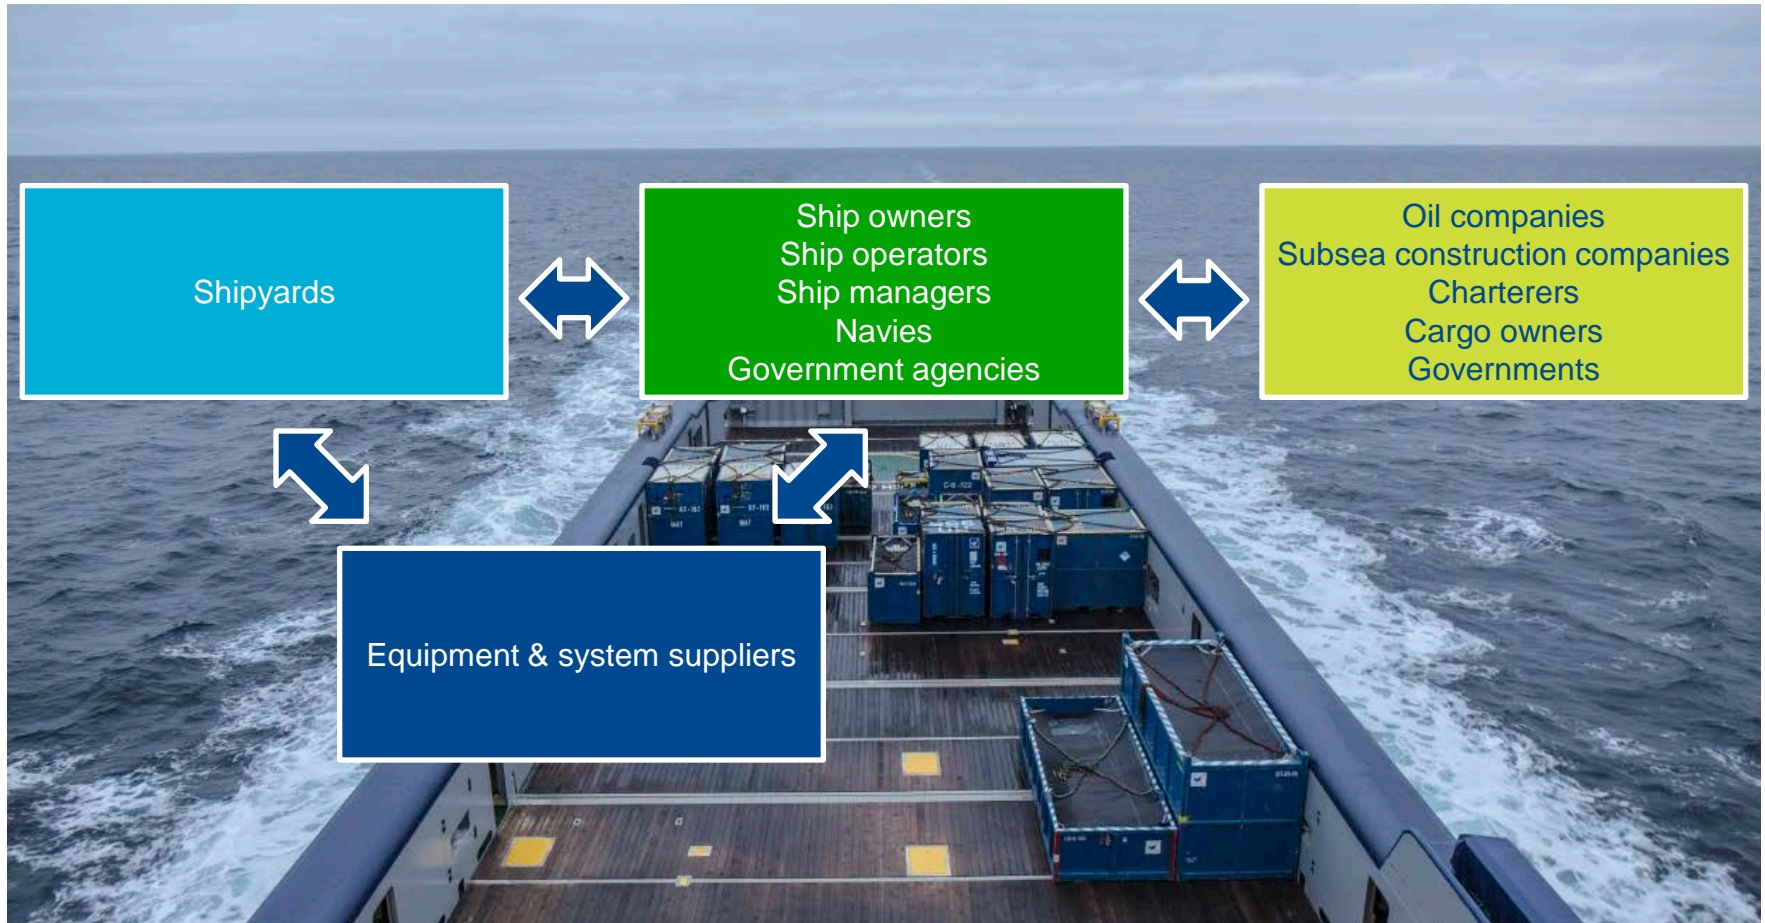 Shipyards
Ship owners
Ship operators
Ship managers
Navies
Government agencies
Oil companies
Subsea construction companies
Charterers
Cargo owners
Governments
Equipment & system suppliers